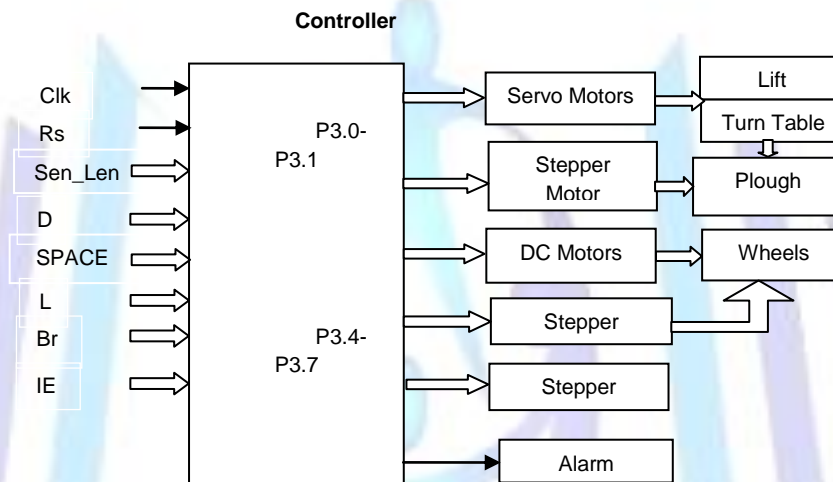 Controller
Clk
Rs
Sen_Len
D
SPACE
L
Br
IE
P3.0-
P3.1
P3.4-
P3.7
Servo Motors
Lift
Turn Table
Stepper
Motor
Plough
DC Motors
Wheels
Stepper
Stepper
Alarm